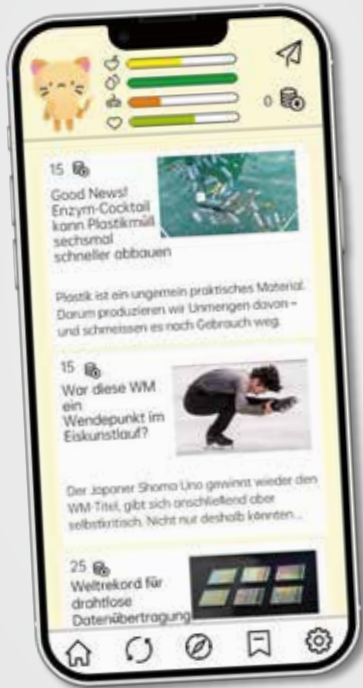 0
15
Good News!
Enzym-Cocktail
kann Plastikmüll
sechsmal
schneller abbauen
Plastik ist ein ungemein praktisches Material.
Darum produzieren wir Unmengen davon –
und schmeissen es nach Gebrauch weg.
15
War diese WM
ein
Wendepunkt im
Eiskunstlauf?
Der Japaner Shoma Uno gewinnt wieder den
WM-Titel, gibt sich anschließend aber
selbstkritisch. Nicht nur deshalb könnten...
25
Weltrekord für
drahtlose
Datenübertragung